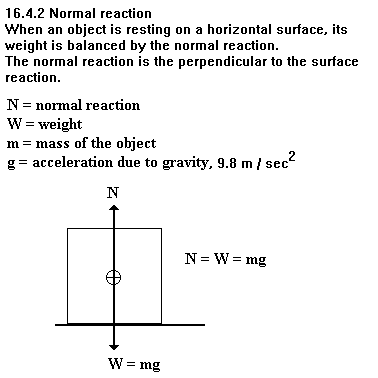 16.4.2 Normal reaction
When an object is resting on a horizontal surface, its
weight is balanced by the normal reaction.
The normal reaction is the perpendicular to the surface
reaction.
N = normal reaction
W = weight
m = mass of the object
g = acceleration due to gravity, 9.8 m / sec²
N
N = W = mg
W = mg